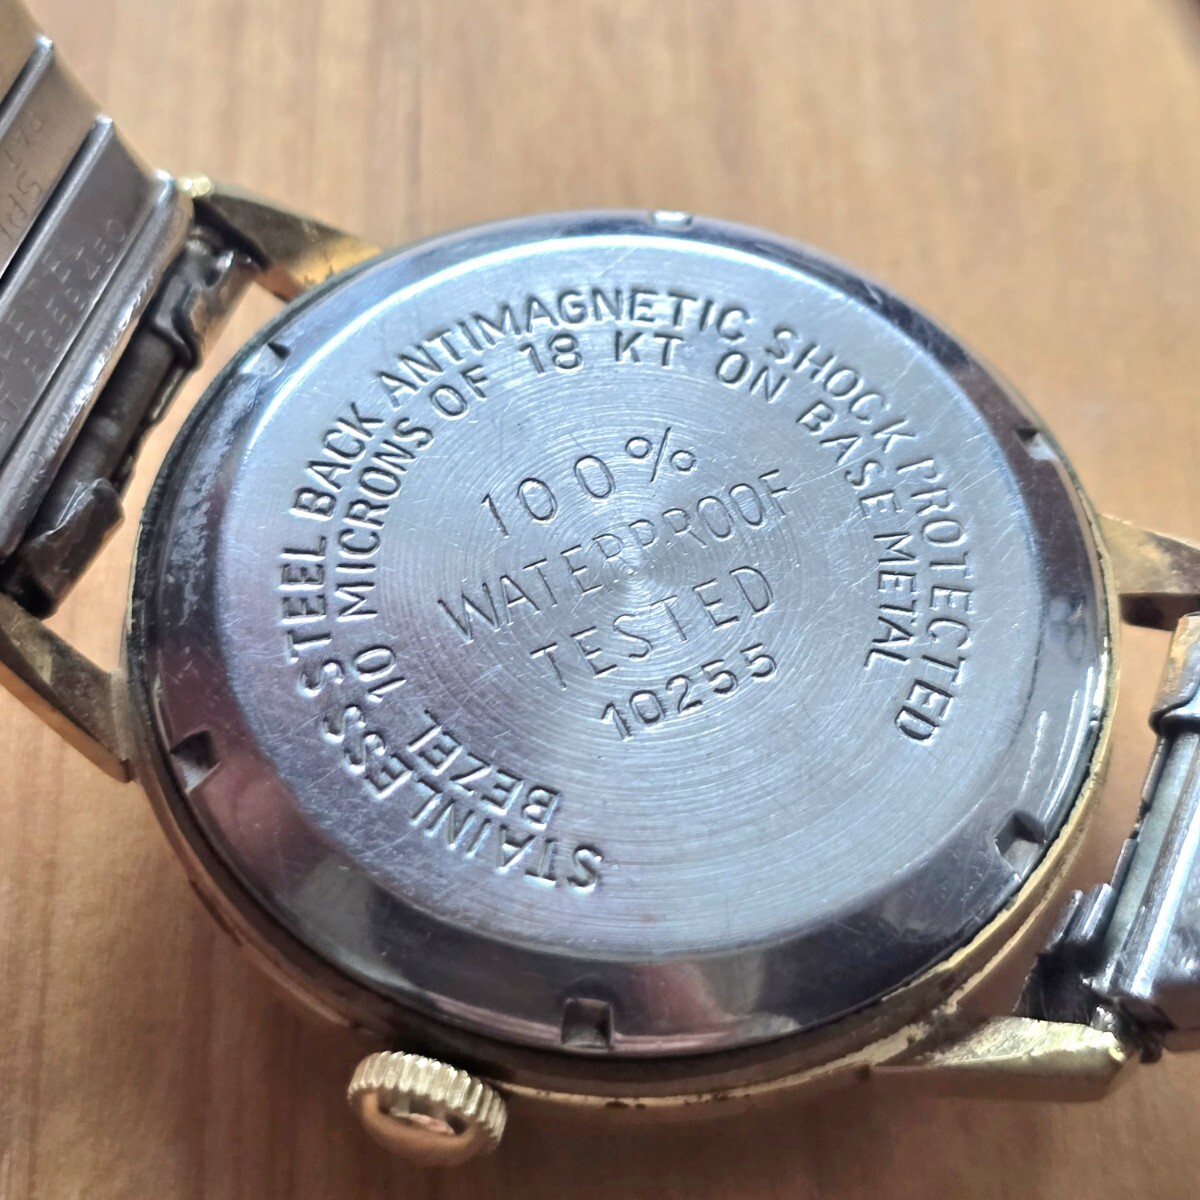 STAINLESS STEEL BACK ANTIMAGNETIC SHOCK PROTECTED
BEZEL 10 MICRONS OF 18 KT ON BASE METAL
100%
WATERPROOF
TESTED
10255